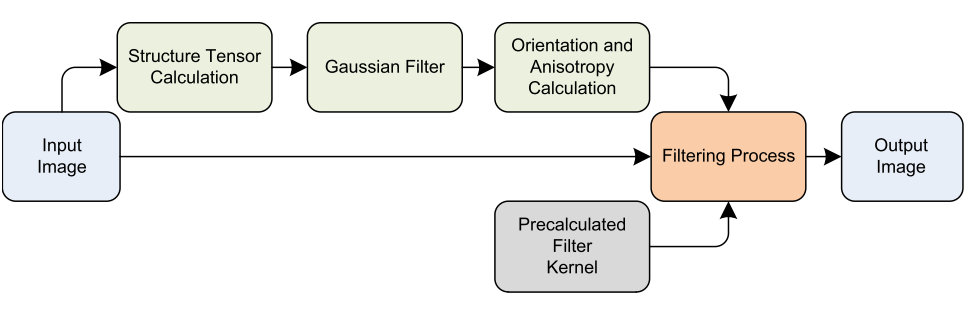 Structure Tensor
Calculation
Gaussian Filter
Orientation and
Anisotropy
Calculation
Input
Image
Filtering Process
Output
Image
Precalculated
Filter
Kernel